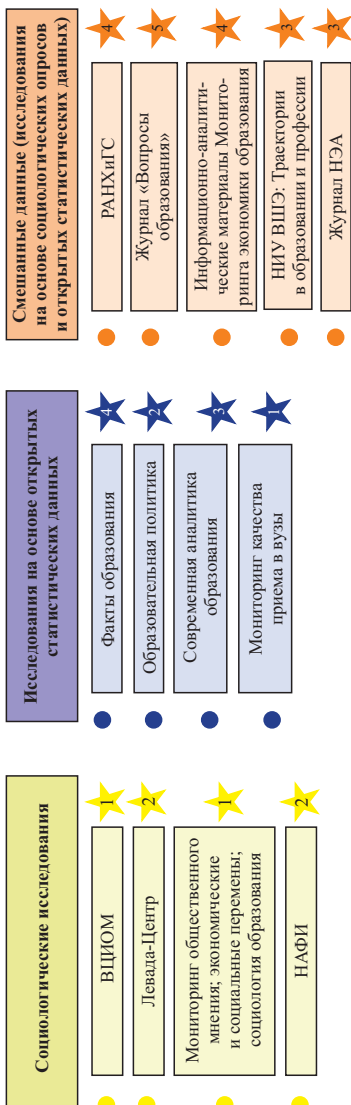 Социологические исследования
ВЦИОМ
1
Левада-Центр
2
Мониторинг общественного
мнения; экономические
и социальные перемены;
социология образования
1
НАФИ
2
Исследования на основе открытых
статистических данных
Факты образования
4
Образовательная политика
2
Современная аналитика
образования
3
Мониторинг качества
приема в вузы
1
Смешанные данные (исследования
на основе социологических опросов
и открытых статистических данных)
РАНХиГС
4
Журнал «Вопросы
образования»
5
Информационно-аналити-
ческие материалы Монито-
ринга экономики образования
4
НИУ ВШЭ: Траектории
в образовании и профессии
3
Журнал НЭА
3